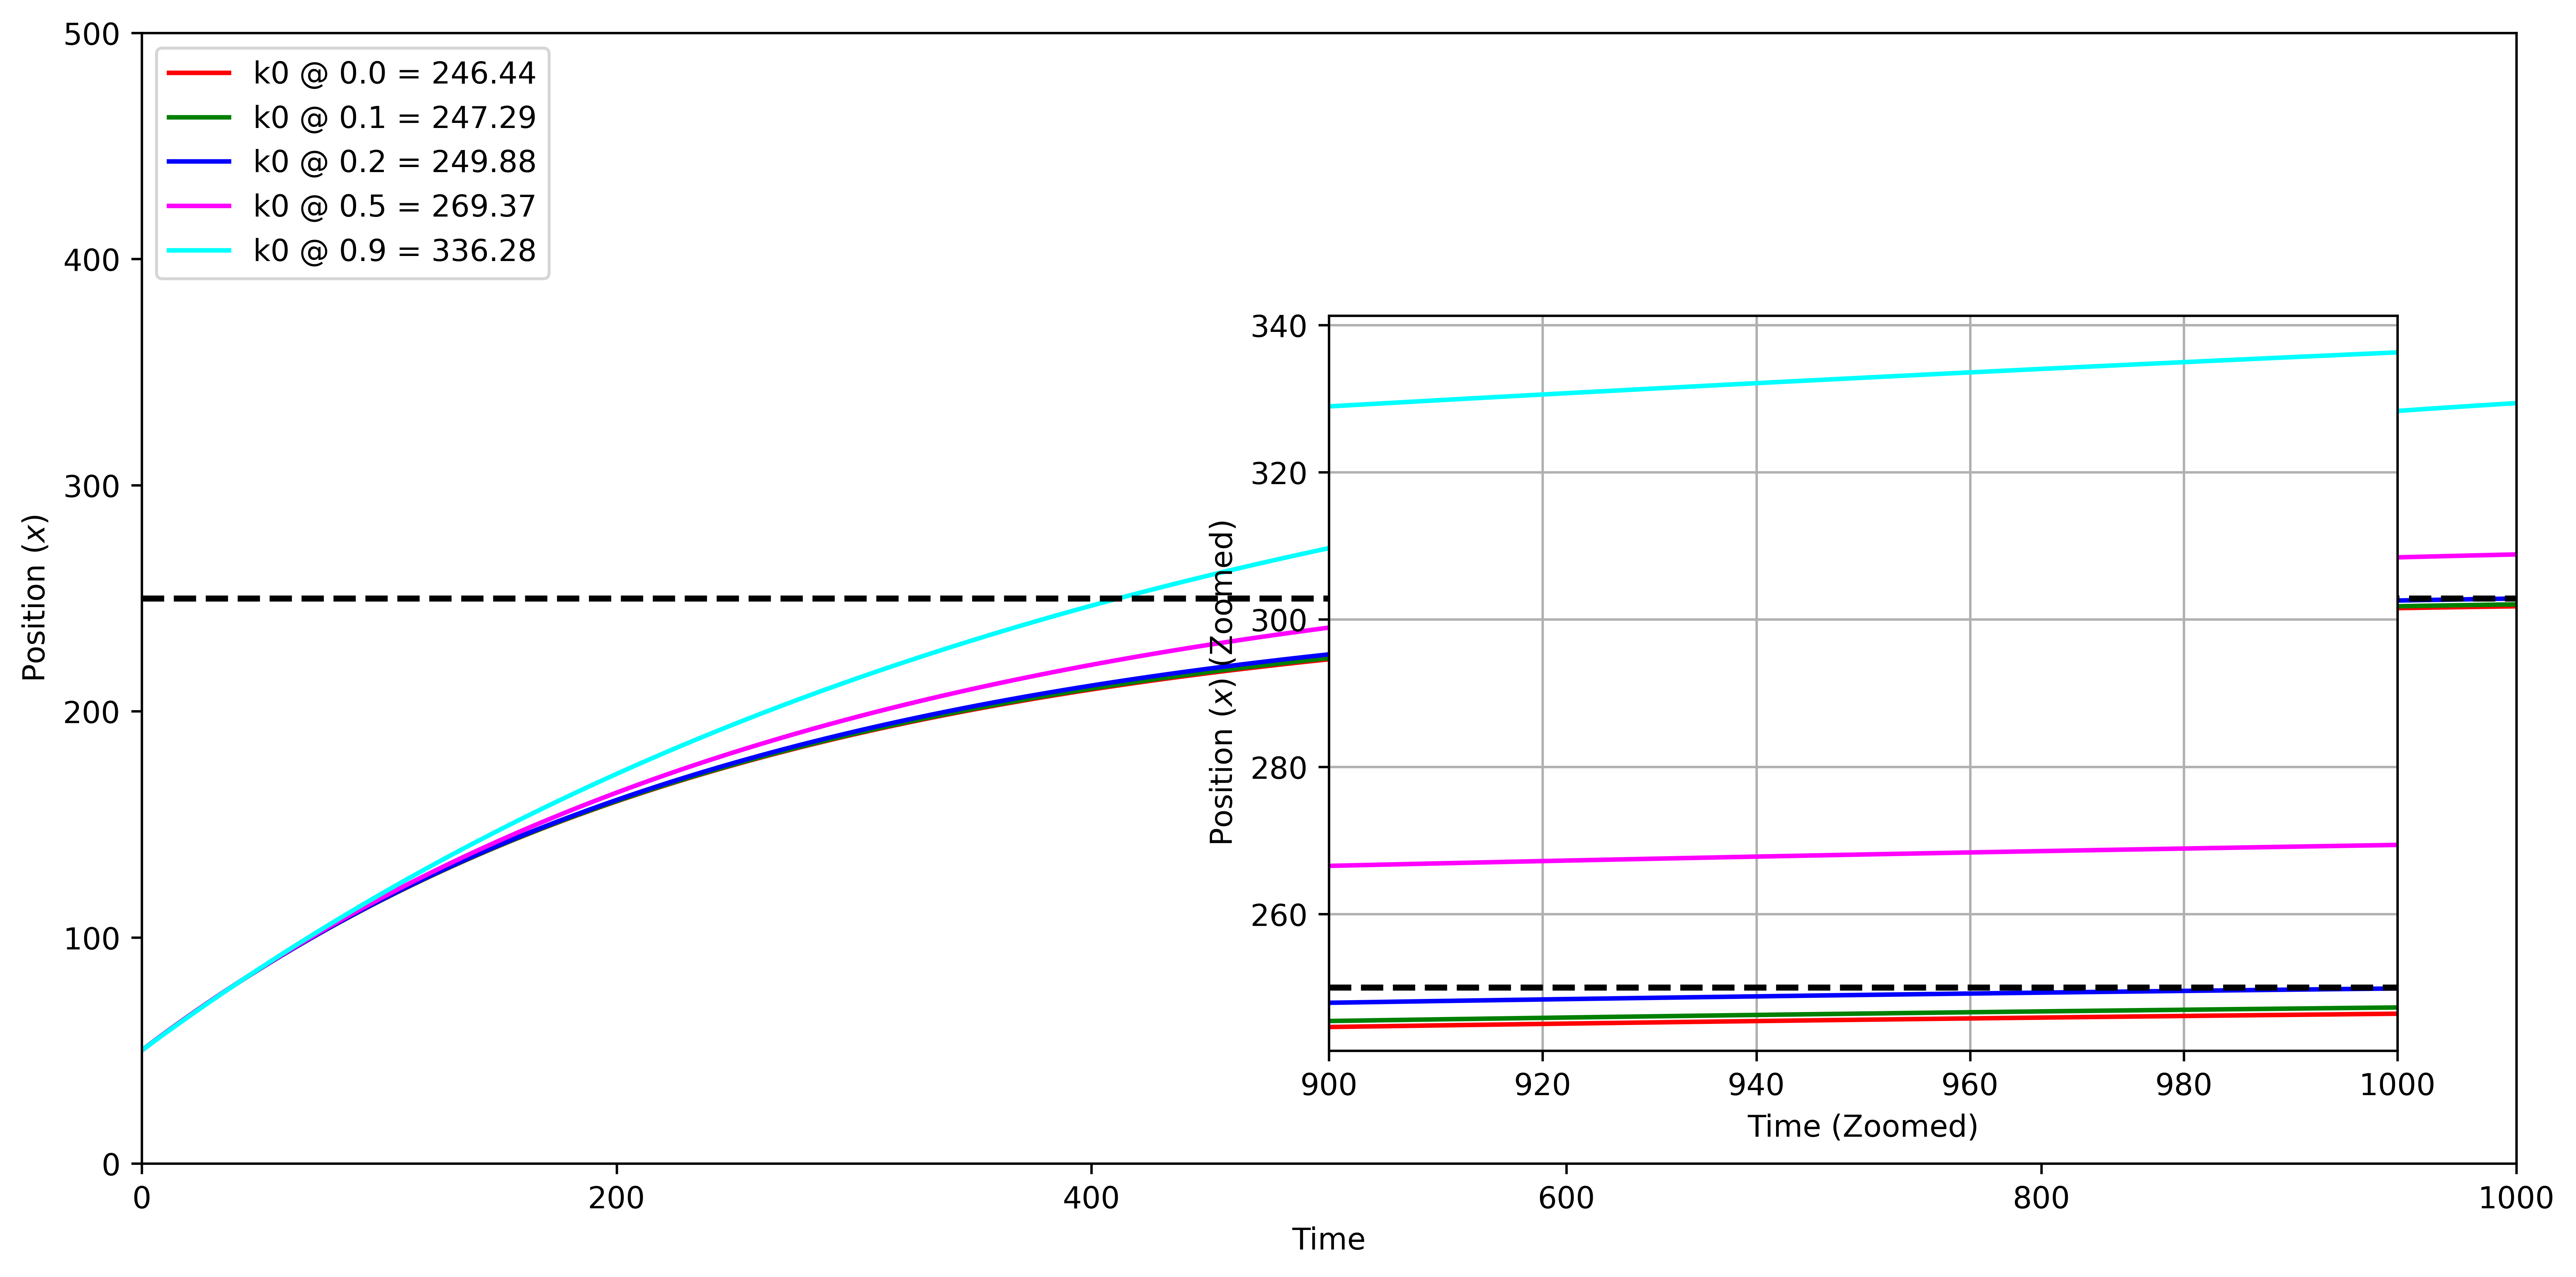 500
400
300
200
100
0
Position (x)
k0 @ 0.0 = 246.44
k0 @ 0.1 = 247.29
k0 @ 0.2 = 249.88
k0 @ 0.5 = 269.37
k0 @ 0.9 = 336.28
340
320
300
280
260
Position (x) (Zoomed)
900 920 940 960 980 1000
Time (Zoomed)
0 200 400 600 800 1000
Time